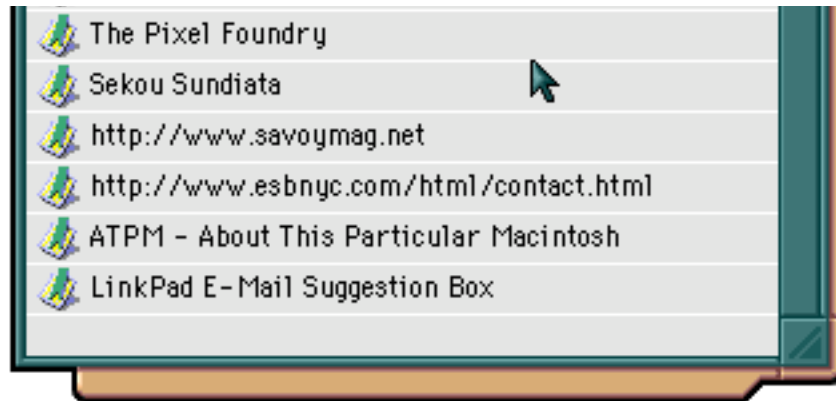 The Pixel Foundry
Sekou Sundiata
http://www.savoymag.net
http://www.esbnyc.com/html/contact.html
ATPM - About This Particular Macintosh
LinkPad E-Mail Suggestion Box